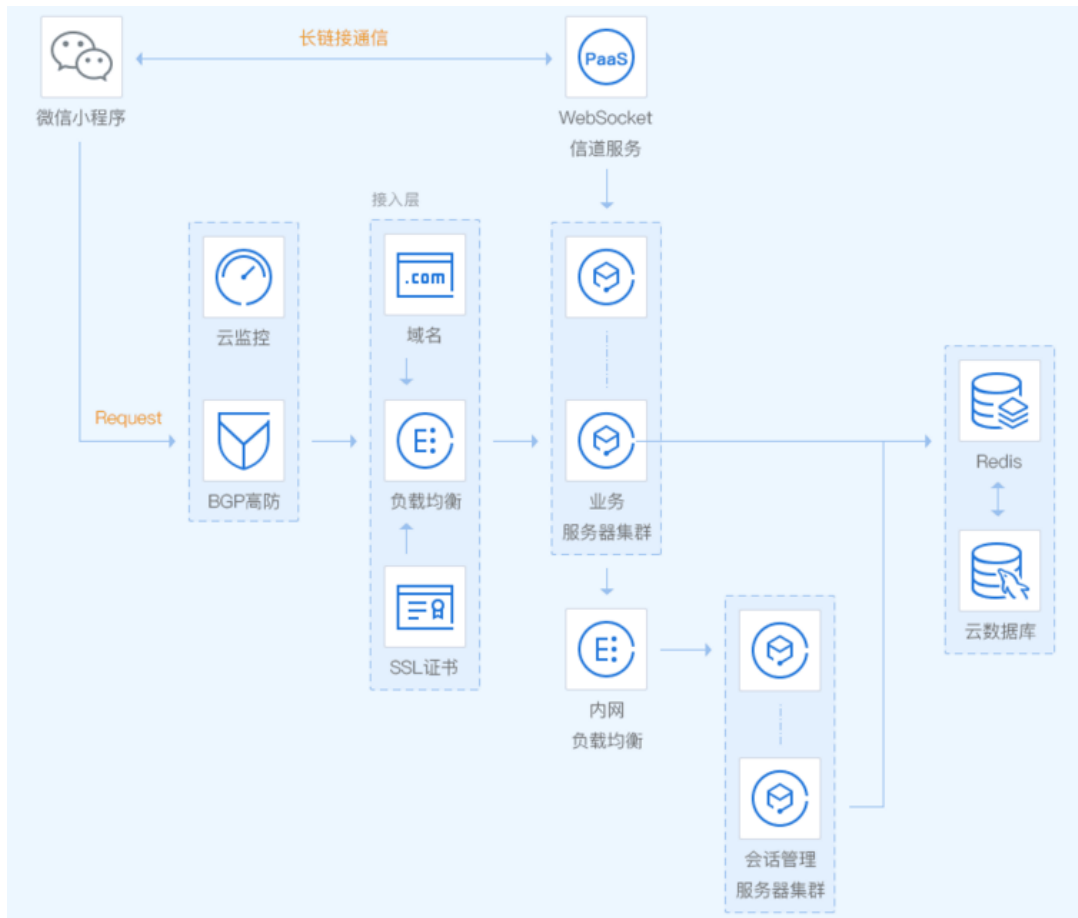 长链接通信
PaaS
微信小程序
WebSocket
信道服务
接入层
.com
云监控
域名
Request
BGP高防
负载均衡
业务
服务器集群
Redis
SSL证书
云数据库
内网
负载均衡
会话管理
服务器集群